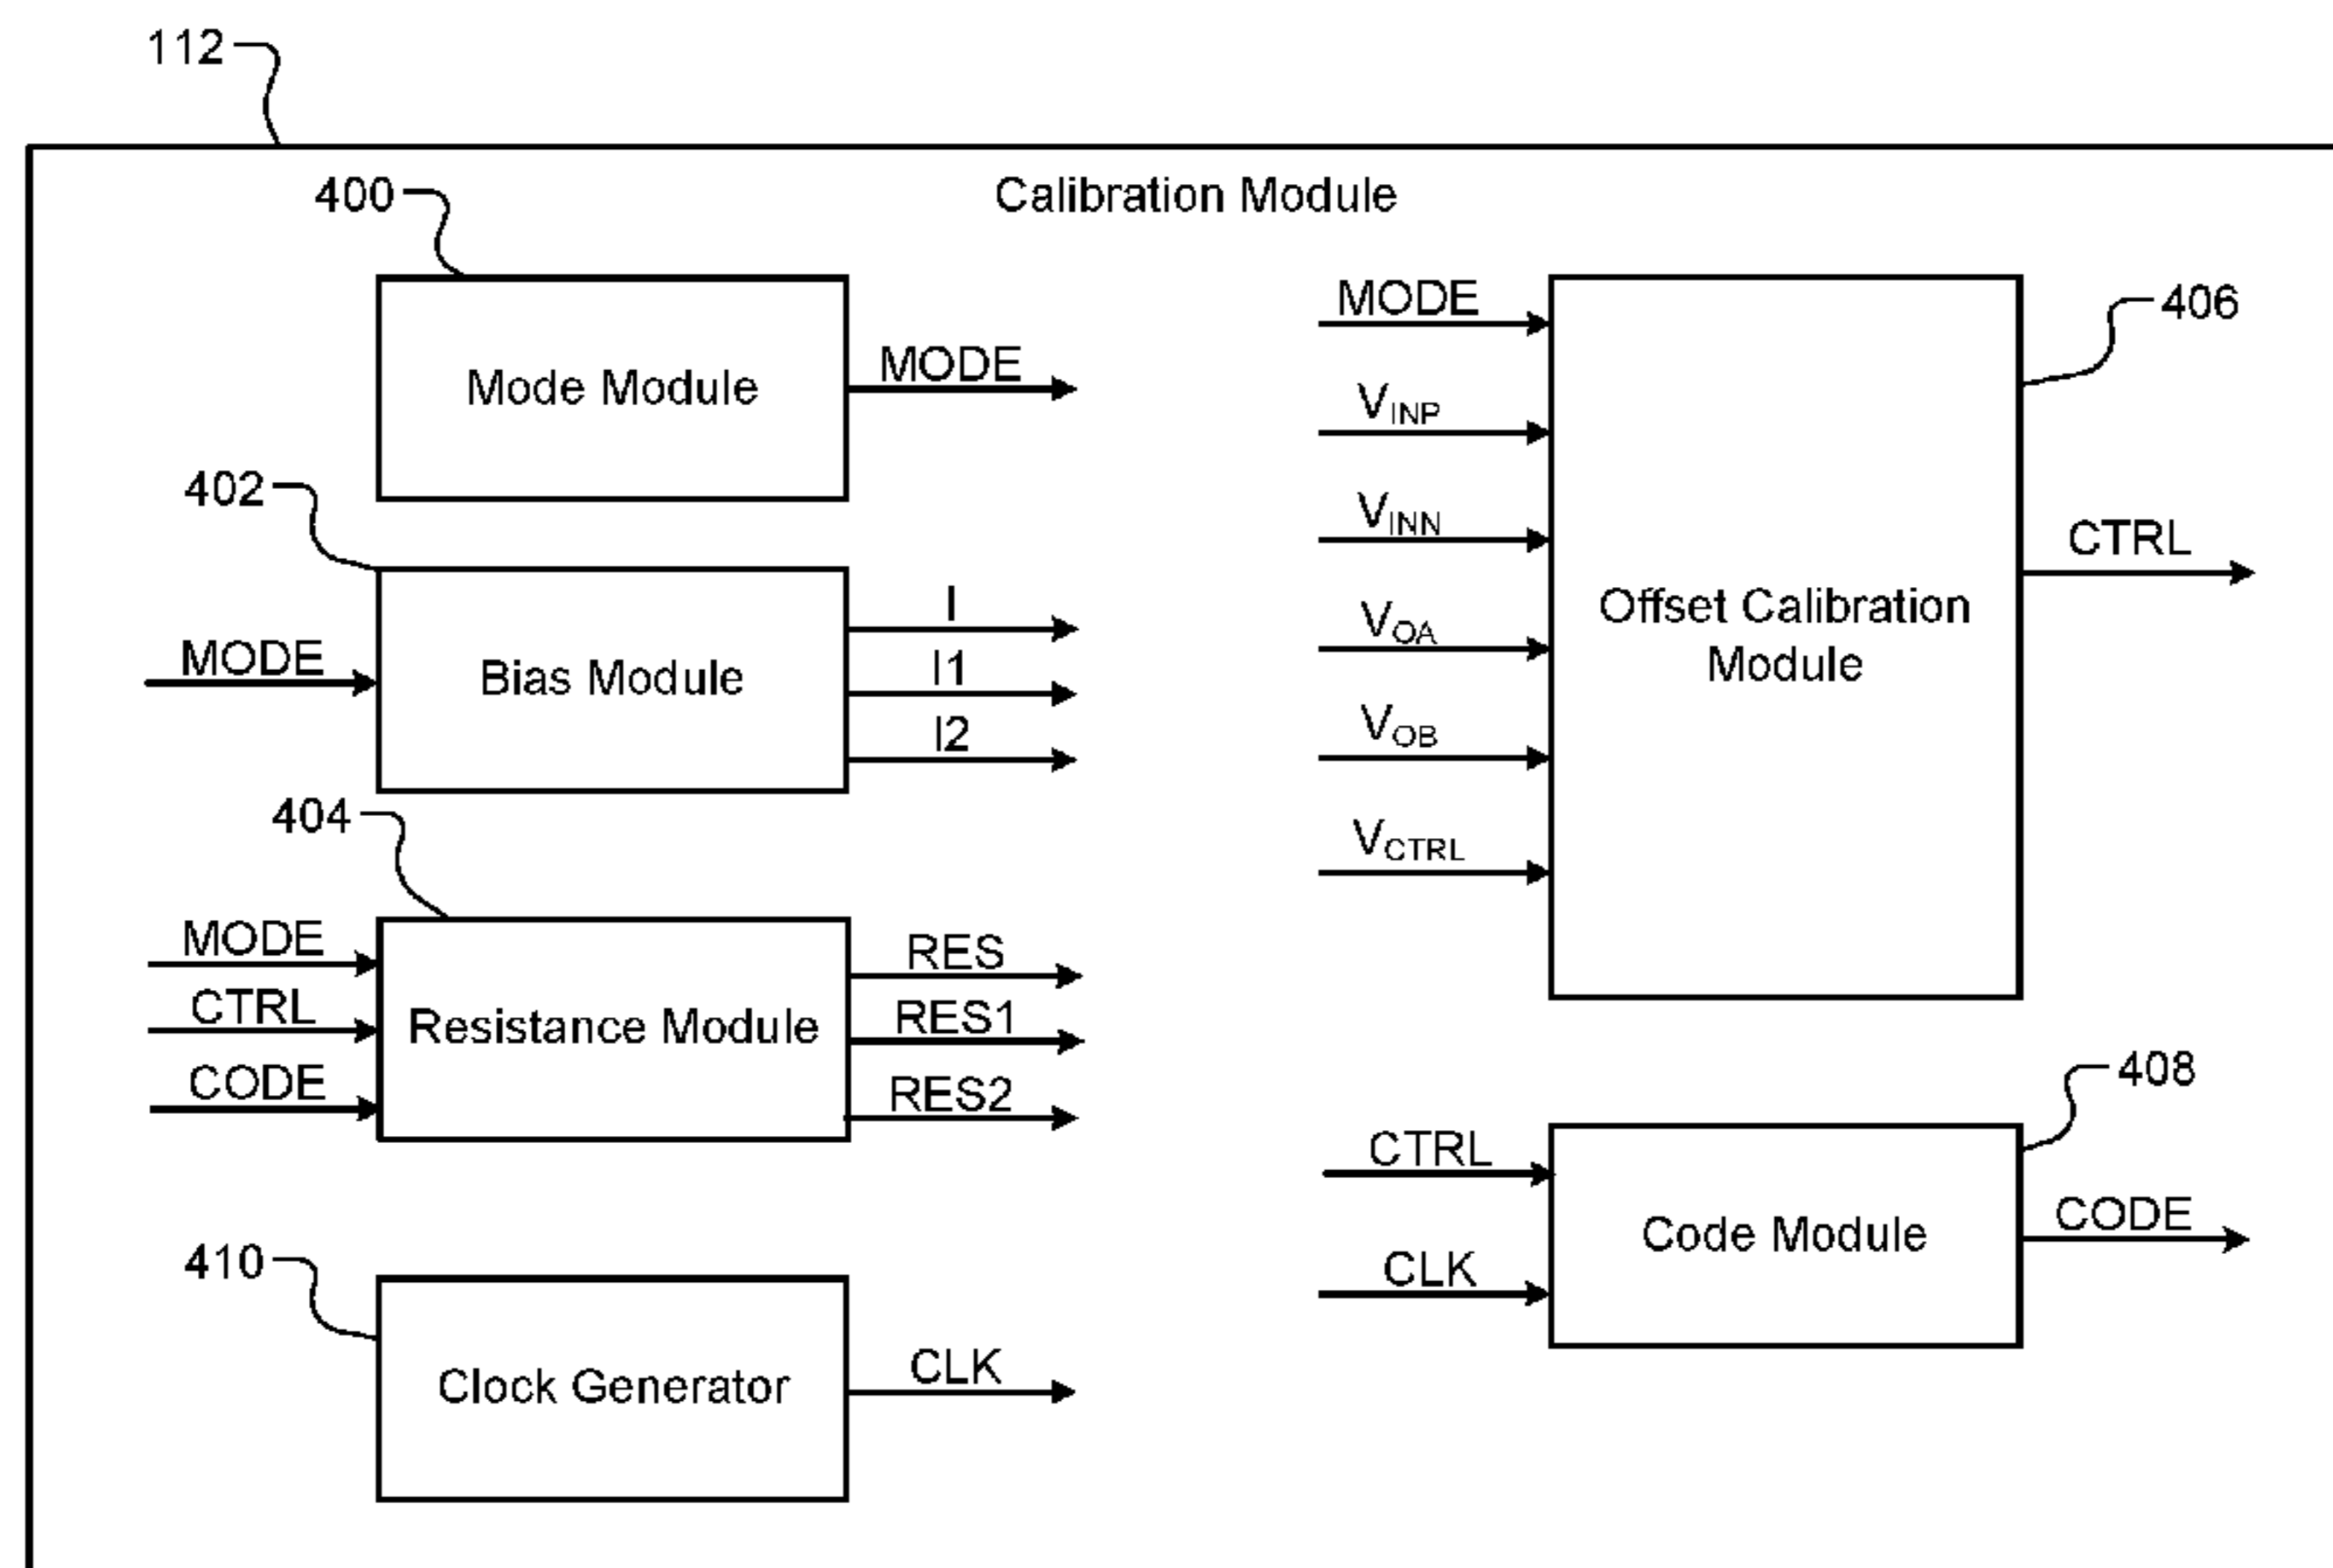 112
Calibration Module
400
Mode Module
MODE
402
MODE
Bias Module
I
I1
I2
404
MODE
CTRL
CODE
Resistance Module
RES
RES1
RES2
410
Clock Generator
CLK
MODE
VINP
VINN
VOA
VOB
VCTRL
Offset Calibration
Module
406
CTRL
408
CTRL
CLK
Code Module
CODE